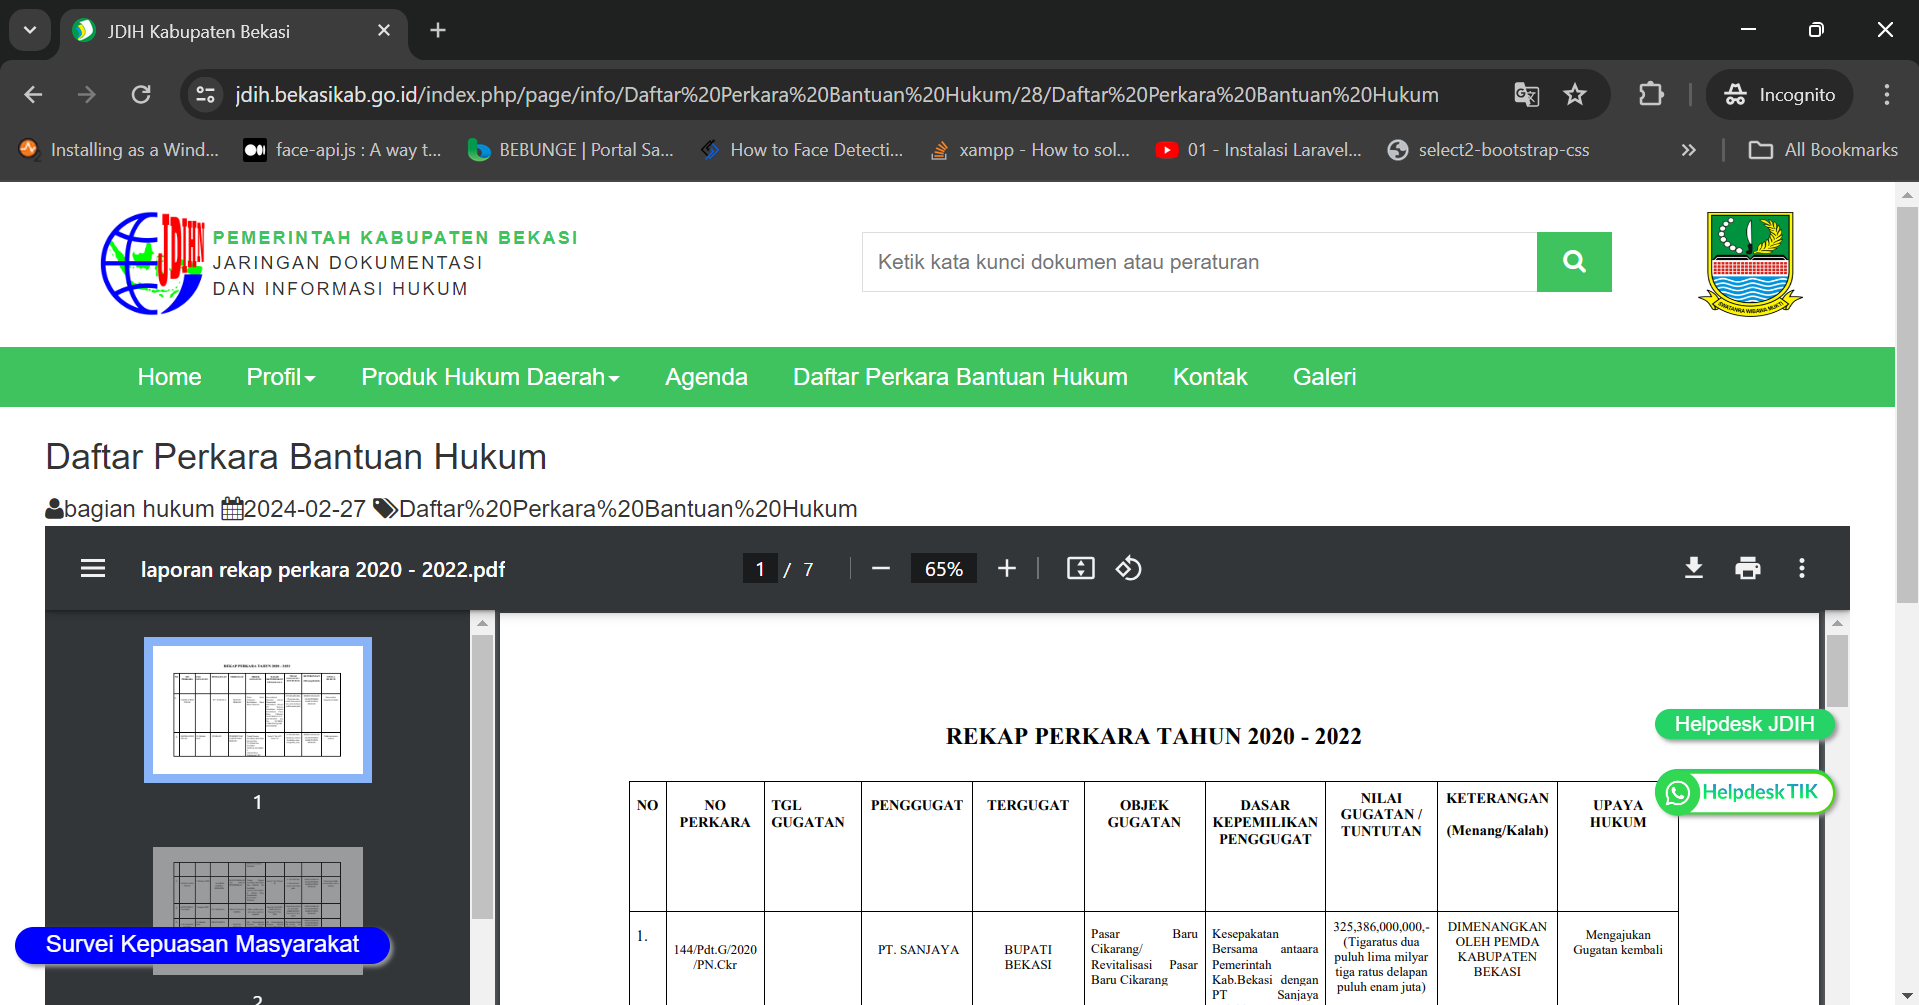 JDIH Kabupaten Bekasi
jdih.bekasikab.go.id/index.php/page/info/Daftar%20Perkara%20Bantuan%20Hukum/28/Daftar%20Perkara%20Bantuan%20Hukum
Incognito
Installing as a Wind...
face-api.js : A way t...
BEBUNGE | Portal Sa...
How to Face Detecti...
xampp - How to sol...
01 - Instalasi Laravel...
select2-bootstrap-css
All Bookmarks
JDIHN
PEMERINTAH KABUPATEN BEKASI
JARINGAN DOKUMENTASI
DAN INFORMASI HUKUM
Ketik kata kunci dokumen atau peraturan
SWATANTRA WIBAWA MUKTI
Home
Profil
Produk Hukum Daerah
Agenda
Daftar Perkara Bantuan Hukum
Kontak
Galeri
Daftar Perkara Bantuan Hukum
bagian hukum 2024-02-27 Daftar%20Perkara%20Bantuan%20Hukum
laporan rekap perkara 2020 - 2022.pdf
1 / 7
65%
REKAP PERKARA TAHUN 2020 - 2022
1
2
Survei Kepuasan Masyarakat
Helpdesk JDIH
Helpdesk TIK
REKAP PERKARA TAHUN 2020 - 2022
NO
NO
PERKARA
TGL
GUGATAN
PENGGUGAT
TERGUGAT
OBJEK
GUGATAN
DASAR
KEPEMILIKAN
PENGGUGAT
NILAI
GUGATAN /
TUNTUTAN
KETERANGAN
(Menang/Kalah)
UPAYA
HUKUM
1.
144/Pdt.G/2020
/PN.Ckr
PT. SANJAYA
BUPATI
BEKASI
Pasar Baru
Cikarang/
Revitalisasi Pasar
Baru Cikarang
Kesepakatan
Bersama antaara
Pemerintah
Kab.Bekasi dengan
PT Sanjaya
325,386,000,000,-
(Tigaratus dua
puluh lima milyar
tiga ratus delapan
puluh enam juta)
DIMENANGKAN
OLEH PEMDA
KABUPATEN
BEKASI
Mengajukan
Gugatan kembali